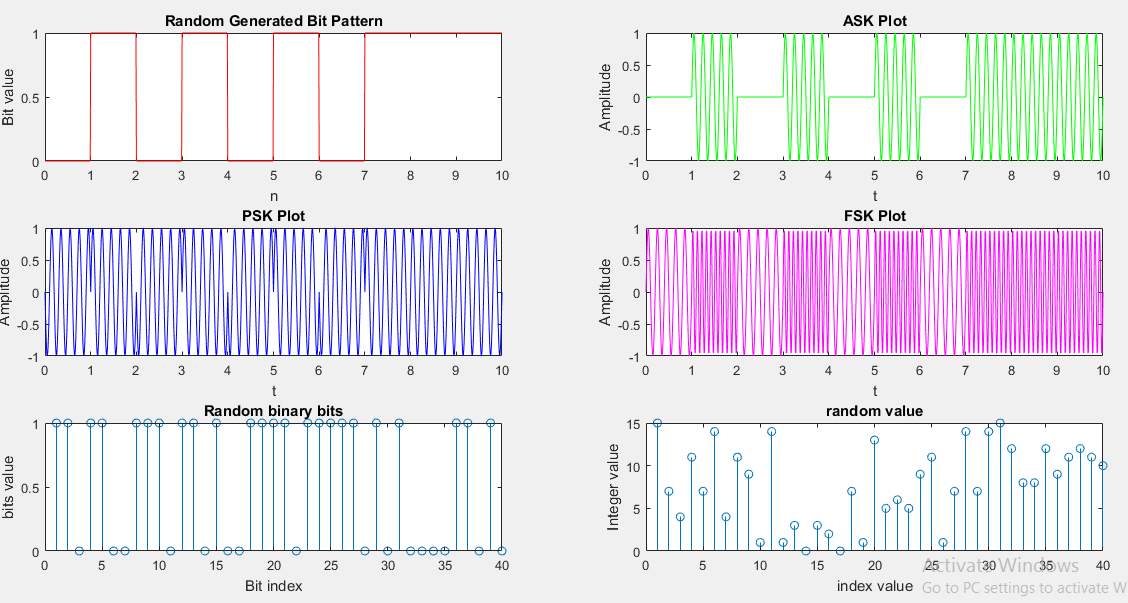 Random Generated Bit Pattern
Bit value
1
0.5
0
0 1 2 3 4 5 6 7 8 9 10
n
ASK Plot
Amplitude
1
0.5
0
-0.5
-1
0 1 2 3 4 5 6 7 8 9 10
t
PSK Plot
Amplitude
1
0.5
0
-0.5
-1
0 1 2 3 4 5 6 7 8 9 10
t
FSK Plot
Amplitude
1
0.5
0
-0.5
-1
0 1 2 3 4 5 6 7 8 9 10
t
Random binary bits
bits value
1
0.5
0
0 5 10 15 20 25 30 35 40
Bit index
random value
Integer value
15
10
5
0
0 5 10 15 20 25 30 35 40
index value
Activate Windows
Go to PC settings to activate W